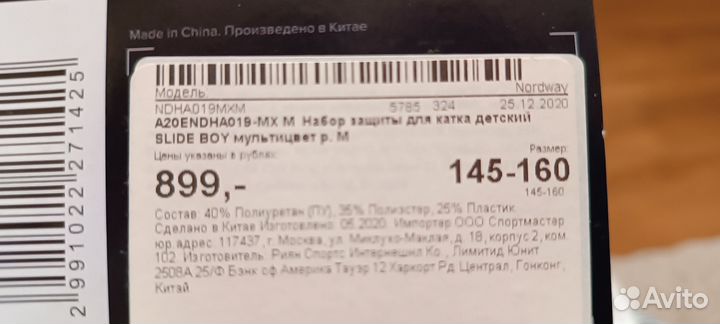 Made in China. Произведено в Китае
Модель: Nordway
NDHA019MXM 5785 324 25.12.2020
A20ENDHA019-MX M Набор защиты для катка детский
SLIDE BOY мультицвет р. M
Цены указаны в рублях Размер:
899,- 145-160
145-160
Состав: 40% Полиуретан (ПУ), 35% Полиэстер, 25% Пластик
Сделано в Китае Изготовлено: 05.2020. Импортер ООО Спортмастер
юр.адрес: 117437, г. Москва, ул. Миклухо-Маклая, д. 18, корпус 2, ком.
102. Изготовитель: Риян Спортс Интернешнл Ко., Лимитид Юнит
2508А 25/Ф Бэнк оф Америка Тауэр 12 Харкорт Рд Централ, Гонконг,
Китай
2991022271425
Avito